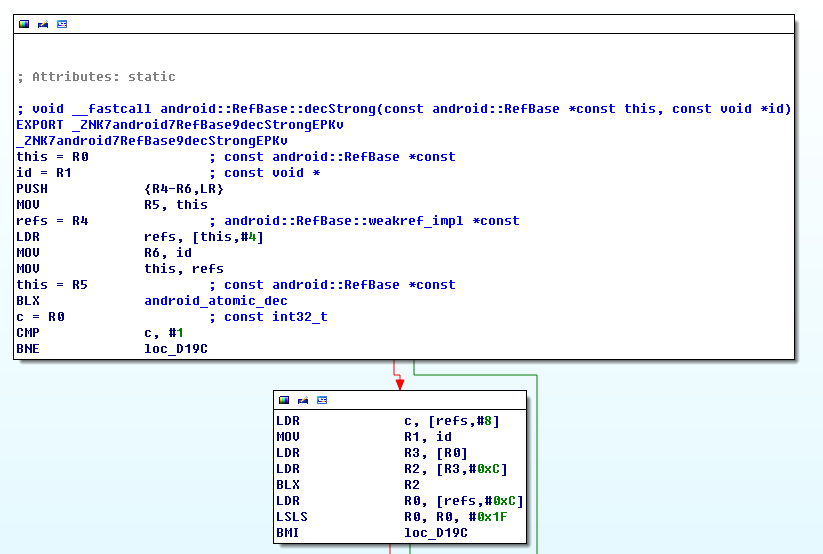 ; Attributes: static
; void __fastcall android::RefBase::decStrong(const android::RefBase *const this, const void *id)
EXPORT _ZNK7android7RefBase9decStrongEPKv
_ZNK7android7RefBase9decStrongEPKv
this = R0 ; const android::RefBase *const
id = R1 ; const void *
PUSH {R4-R6,LR}
MOV R5, this
refs = R4 ; android::RefBase::weakref_impl *const
LDR refs, [this,#4]
MOV R6, id
MOV this, refs
this = R5 ; const android::RefBase *const
BLX android_atomic_dec
c = R0 ; const int32_t
CMP c, #1
BNE loc_D19C
LDR c, [refs,#8]
MOV R1, id
LDR R3, [R0]
LDR R2, [R3,#0xC]
BLX R2
LDR R0, [refs,#0xC]
LSLS R0, R0, #0x1F
BMI loc_D19C